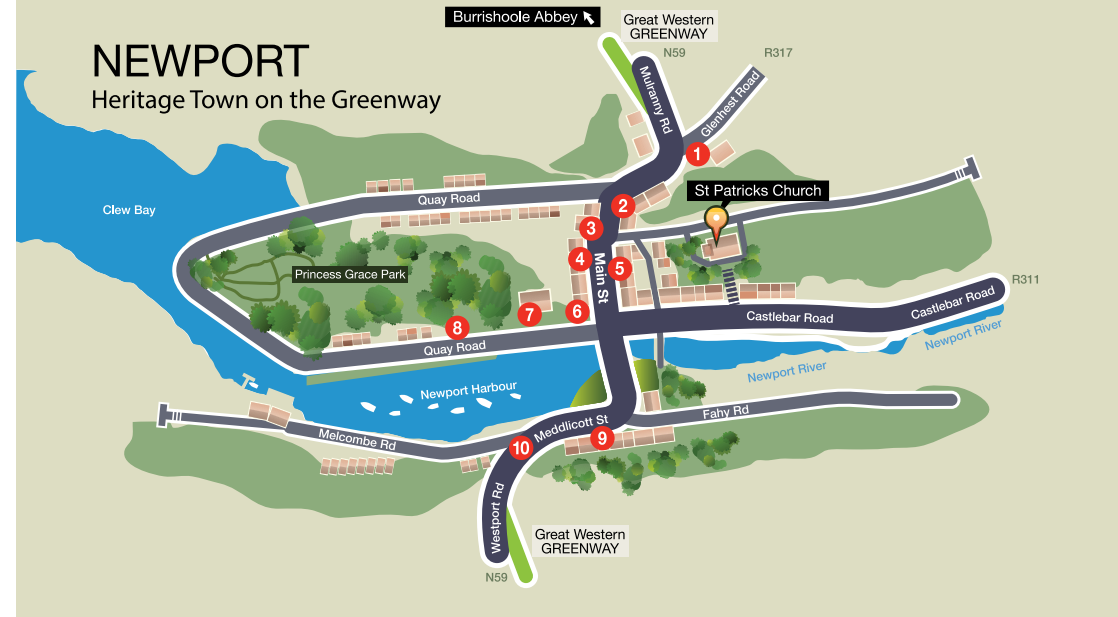 Burrishoole Abbey
Great Western
GREENWAY
NEWPORT
Heritage Town on the Greenway
N59
R317
Mulranny Rd
Glenhest Road
1
St Patricks Church
Quay Road
2
Clew Bay
3
4
5
Main St
Princess Grace Park
R311
Castlebar Road
Castlebar Road
6
7
8
Quay Road
Newport River
Newport River
Newport Harbour
Fahy Rd
Meddlicott St
Melcombe Rd
9
10
Westport Rd
Great Western
GREENWAY
N59